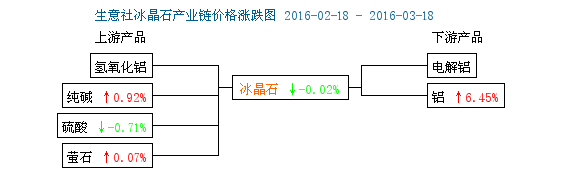 生意社冰晶石产业链价格涨跌图 2016-02-18 - 2016-03-18
上游产品
下游产品
氢氧化铝
电解铝
冰晶石 ↓-0.02%
纯碱 ↑0.92%
铝 ↑6.45%
硫酸 ↓-0.71%
萤石 ↑0.07%